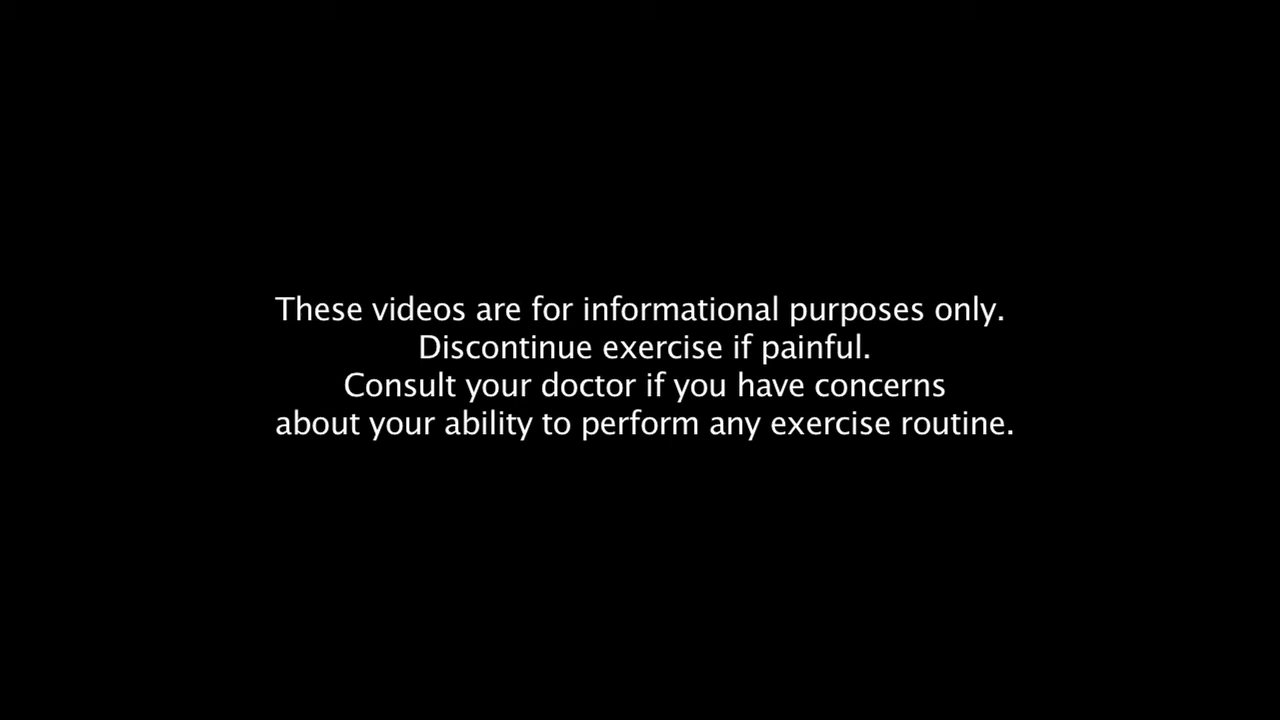 These videos are for informational purposes only.
Discontinue exercise if painful.
Consult your doctor if you have concerns
about your ability to perform any exercise routine.